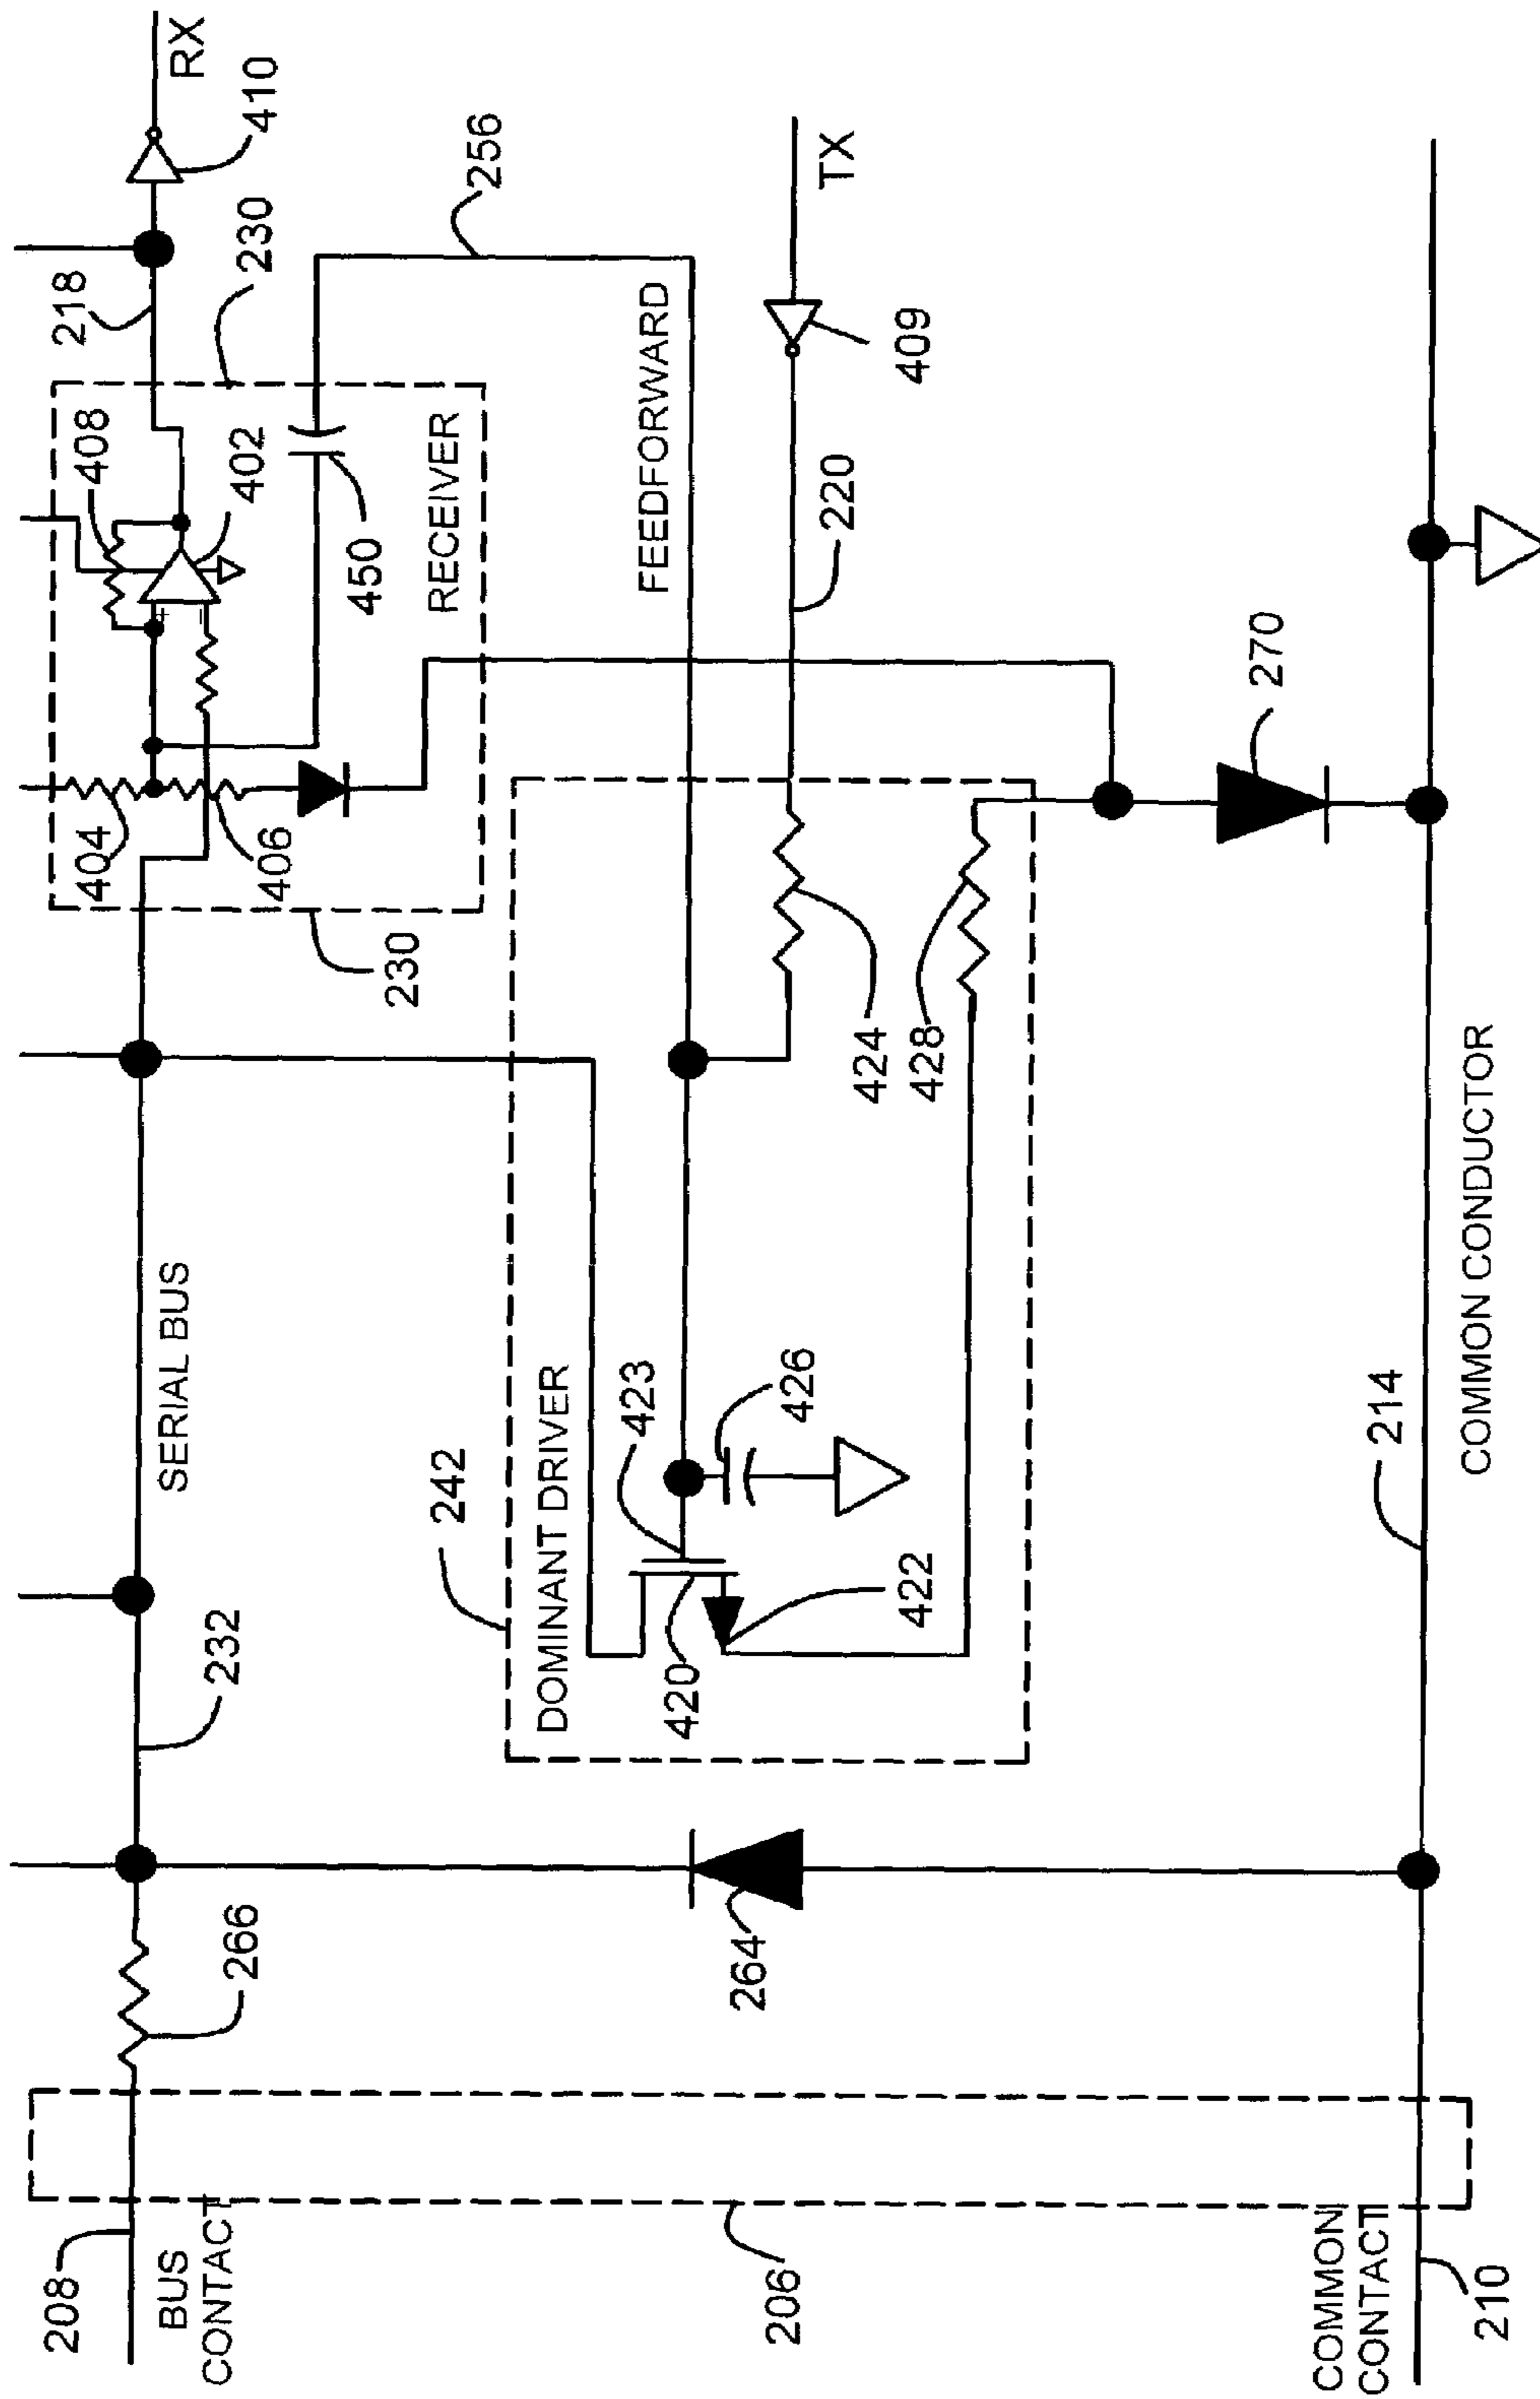 RX
410
218
230
408
402
256
450
RECEIVER
FEEDFORWARD
TX
409
404
406
230
220
270
424
428
SERIAL BUS
232
242
DOMINANT DRIVER
423
426
420
422
COMMON CONDUCTOR
214
266
264
208
BUS
CONTACT
206
COMMON
CONTACT
210